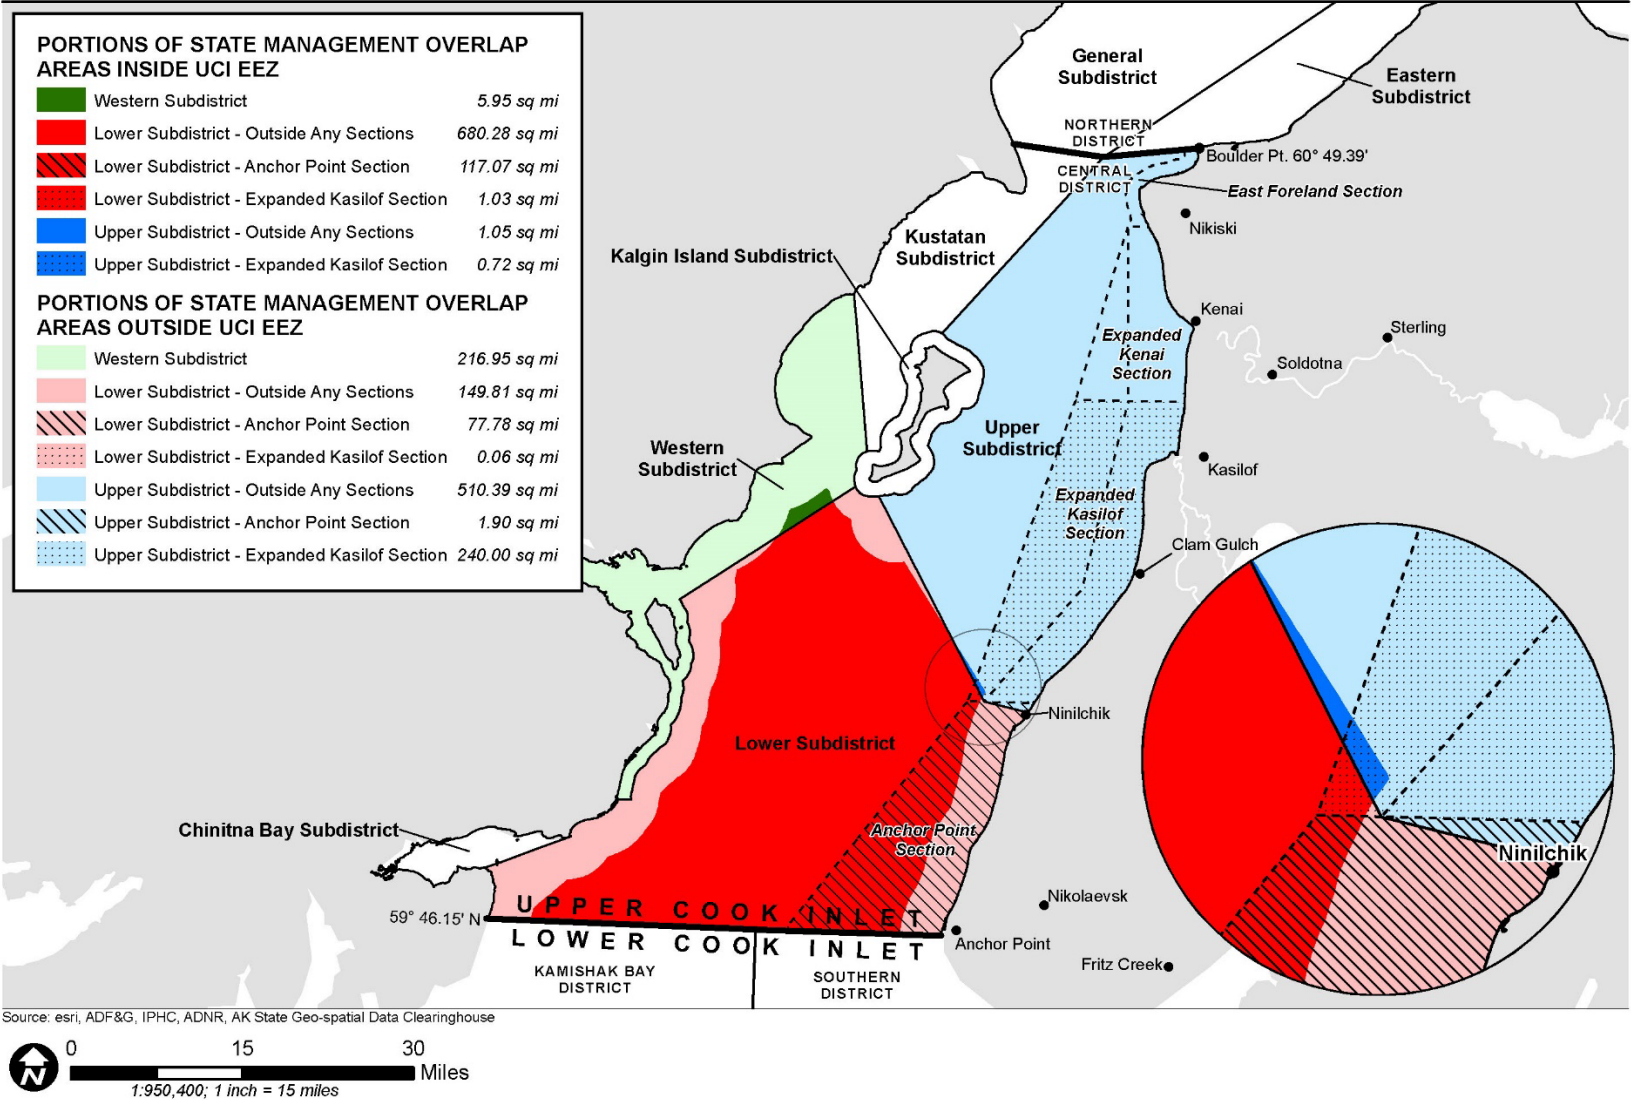 PORTIONS OF STATE MANAGEMENT OVERLAP
AREAS INSIDE UCI EEZ
Western Subdistrict 5.95 sq mi
Lower Subdistrict - Outside Any Sections 680.28 sq mi
Lower Subdistrict - Anchor Point Section 117.07 sq mi
Lower Subdistrict - Expanded Kasilof Section 1.03 sq mi
Upper Subdistrict - Outside Any Sections 1.05 sq mi
Upper Subdistrict - Expanded Kasilof Section 0.72 sq mi
PORTIONS OF STATE MANAGEMENT OVERLAP
AREAS OUTSIDE UCI EEZ
Western Subdistrict 216.95 sq mi
Lower Subdistrict - Outside Any Sections 149.81 sq mi
Lower Subdistrict - Anchor Point Section 77.78 sq mi
Lower Subdistrict - Expanded Kasilof Section 0.06 sq mi
Upper Subdistrict - Outside Any Sections 510.39 sq mi
Upper Subdistrict - Anchor Point Section 1.90 sq mi
Upper Subdistrict - Expanded Kasilof Section 240.00 sq mi
General
Subdistrict
Eastern
Subdistrict
NORTHERN
DISTRICT
Boulder Pt. 60° 49.39'
CENTRAL
DISTRICT
East Foreland Section
Nikiski
Kustatan
Subdistrict
Kalgin Island Subdistrict
Kenai
Sterling
Expanded
Kenai
Section
Soldotna
Upper
Subdistrict
Western
Subdistrict
Kasilof
Expanded
Kasilof
Section
Clam Gulch
Ninilchik
Lower Subdistrict
Chinitna Bay Subdistrict
Anchor Point
Section
Ninilchik
Nikolaevsk
59° 46.15' N
UPPER COOK INLET
LOWER COOK INLET
Anchor Point
Fritz Creek
KAMISHAK BAY
DISTRICT
SOUTHERN
DISTRICT
Source: esri, ADF&G, IPHC, ADNR, AK State Geo-spatial Data Clearinghouse
N
0 15 30
Miles
1:950,400; 1 inch = 15 miles